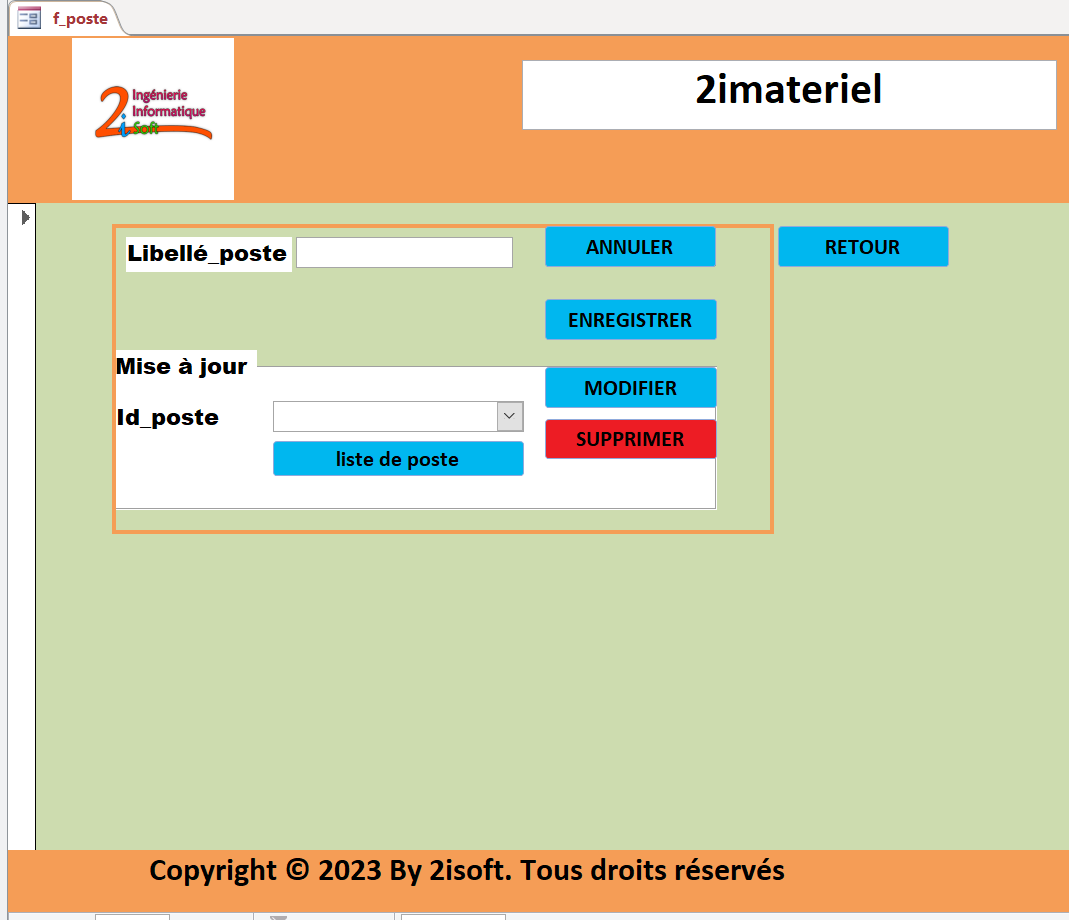 f_poste
2i
Ingénierie
Informatique
Soft
2imateriel
Libellé_poste
ANNULER
RETOUR
ENREGISTRER
Mise à jour
MODIFIER
Id_poste
SUPPRIMER
liste de poste
Copyright © 2023 By 2isoft. Tous droits réservés